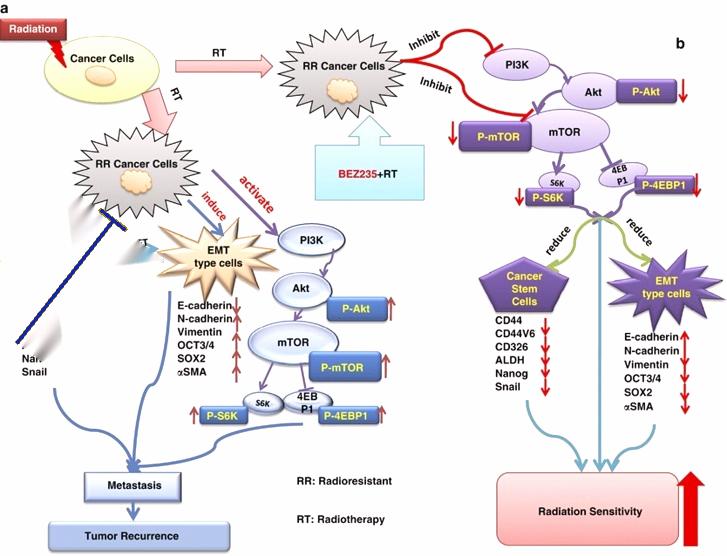 a
Radiation
Cancer Cells
RT
RR Cancer Cells
Inhibit
Inhibit
b
PI3K
Akt
P-Akt
P-mTOR
mTOR
S6K
P-S6K
4EB
P1
P-4EBP1
BEZ235+RT
RT
RR Cancer Cells
induce
activate
EMT
type cells
PI3K
Akt
P-Akt
mTOR
P-mTOR
S6K
P-S6K
4EB
P1
P-4EBP1
E-cadherin
N-cadherin
Vimentin
OCT3/4
SOX2
αSMA
Snail
Metastasis
Tumor Recurrence
RR: Radioresistant
RT: Radiotherapy
reduce
reduce
Cancer
Stem
Cells
CD44
CD44V6
CD326
ALDH
Nanog
Snail
EMT
type cells
E-cadherin
N-cadherin
Vimentin
OCT3/4
SOX2
αSMA
Radiation Sensitivity